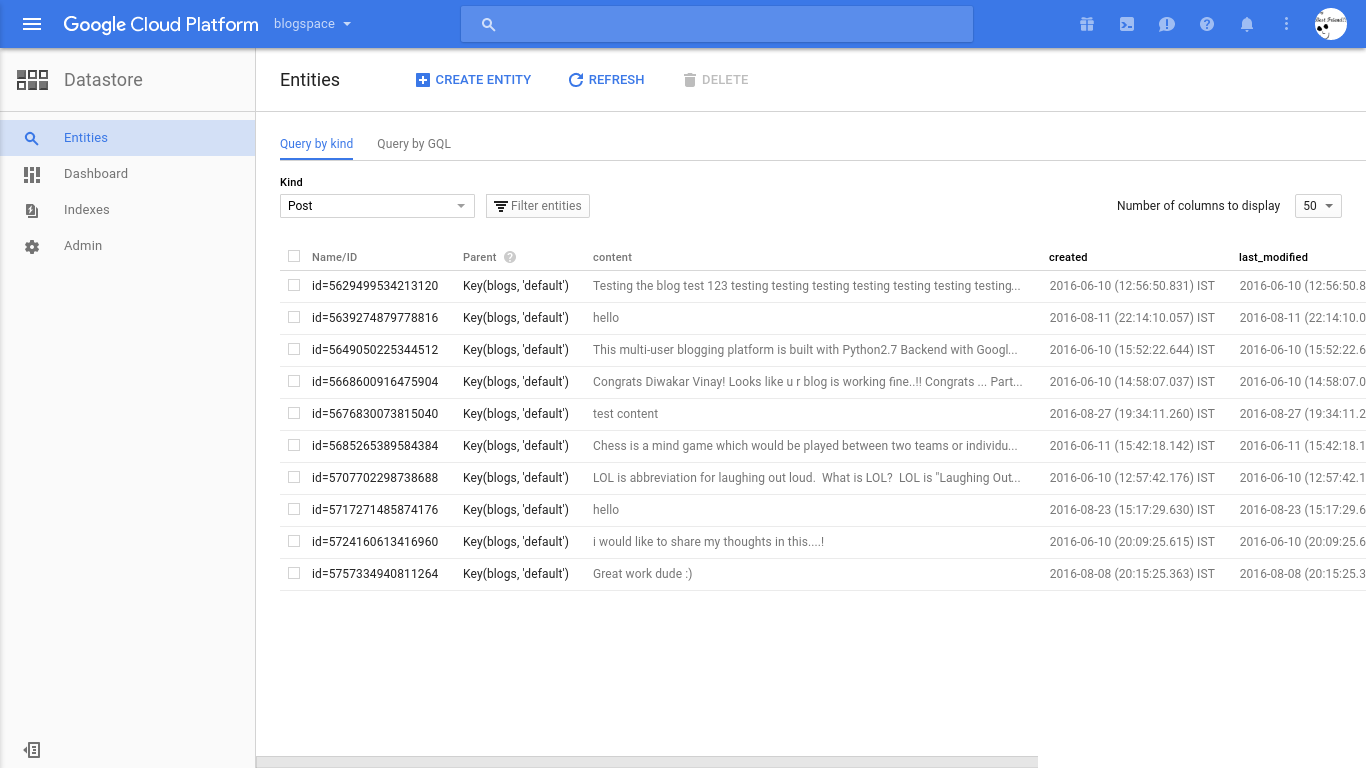 Google Cloud Platform blogspace
Datastore
Entities CREATE ENTITY REFRESH DELETE
Entities
Dashboard
Indexes
Admin
Query by kind Query by GQL
Kind
Post Filter entities Number of columns to display 50
Name/ID Parent ? content created last_modified
id=5629499534213120 Key(blogs, 'default') Testing the blog test 123 testing testing testing testing testing testing testing... 2016-06-10 (12:56:50.831) IST 2016-06-10 (12:56:50.8
id=5639274879778816 Key(blogs, 'default') hello 2016-08-11 (22:14:10.057) IST 2016-08-11 (22:14:10.0
id=5649050225344512 Key(blogs, 'default') This multi-user blogging platform is built with Python2.7 Backend with Googl... 2016-06-10 (15:52:22.644) IST 2016-06-10 (15:52:22.6
id=5668600916475904 Key(blogs, 'default') Congrats Diwakar Vinay! Looks like u r blog is working fine..!! Congrats ... Part... 2016-06-10 (14:58:07.037) IST 2016-06-10 (14:58:07.0
id=5676830073815040 Key(blogs, 'default') test content 2016-08-27 (19:34:11.260) IST 2016-08-27 (19:34:11.2
id=5685265389584384 Key(blogs, 'default') Chess is a mind game which would be played between two teams or individu... 2016-06-11 (15:42:18.142) IST 2016-06-11 (15:42:18.1
id=5707702298738688 Key(blogs, 'default') LOL is abbreviation for laughing out loud. What is LOL? LOL is "Laughing Out... 2016-06-10 (12:57:42.176) IST 2016-06-10 (12:57:42.1
id=5717271485874176 Key(blogs, 'default') hello 2016-08-23 (15:17:29.630) IST 2016-08-23 (15:17:29.6
id=5724160613416960 Key(blogs, 'default') i would like to share my thoughts in this....! 2016-06-10 (20:09:25.615) IST 2016-06-10 (20:09:25.6
id=5757334940811264 Key(blogs, 'default') Great work dude :) 2016-08-08 (20:15:25.363) IST 2016-08-08 (20:15:25.3